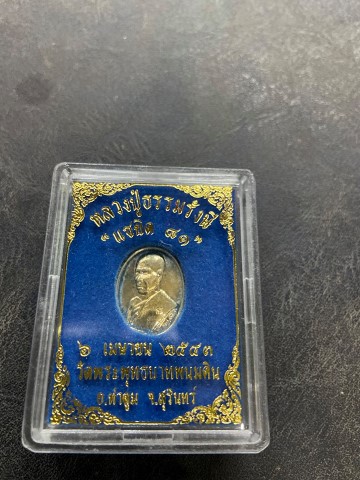 หลวงปู่ธรรมรังษี
"แซยิด ๘๑"
๖ เมษายน ๒๕๔๓
วัดพระพุทธบาทพนมดิน
อ.ท่าตูม จ.สุรินทร์